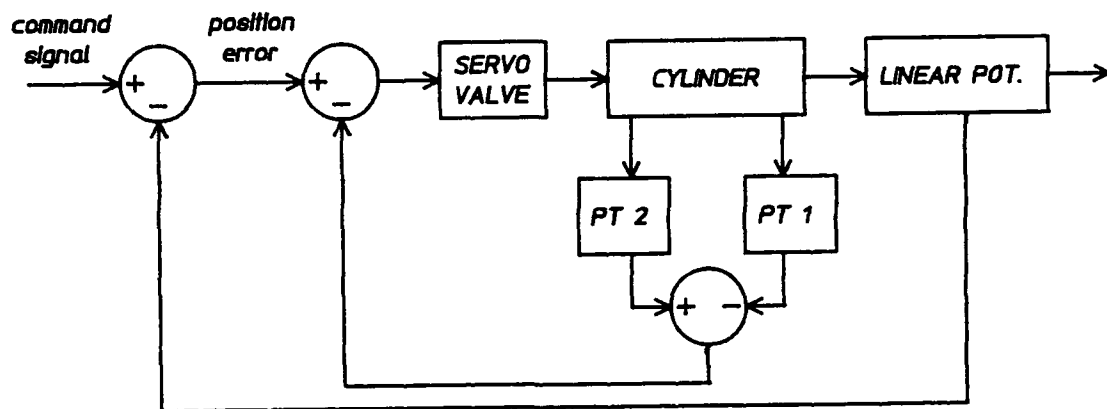 command
signal
position
error
+
−
+
−
SERVO
VALVE
CYLINDER
LINEAR POT.
PT 2
PT 1
+
−